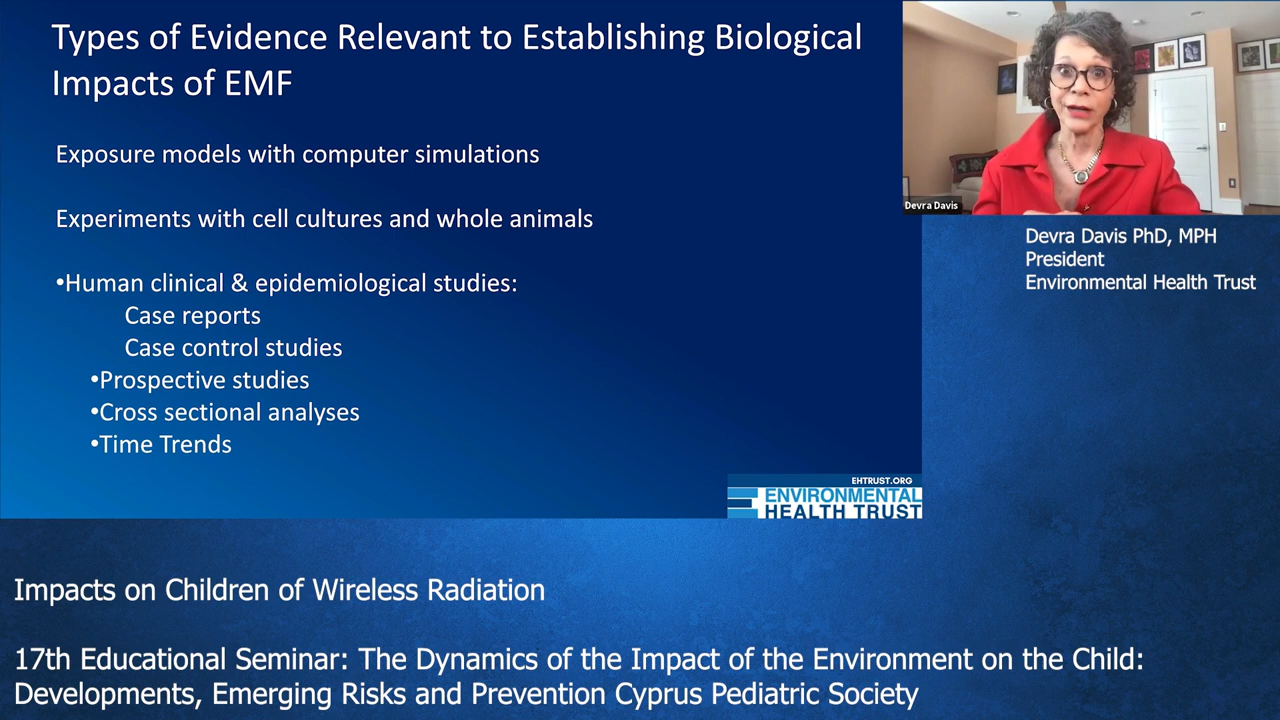 Types of Evidence Relevant to Establishing Biological
Impacts of EMF
Exposure models with computer simulations
Experiments with cell cultures and whole animals
•Human clinical & epidemiological studies:
Case reports
Case control studies
•Prospective studies
•Cross sectional analyses
•Time Trends
EHTRUST.ORG
ENVIRONMENTAL
HEALTH TRUST
Devra Davis
Devra Davis PhD, MPH
President
Environmental Health Trust
Impacts on Children of Wireless Radiation
17th Educational Seminar: The Dynamics of the Impact of the Environment on the Child:
Developments, Emerging Risks and Prevention Cyprus Pediatric Society